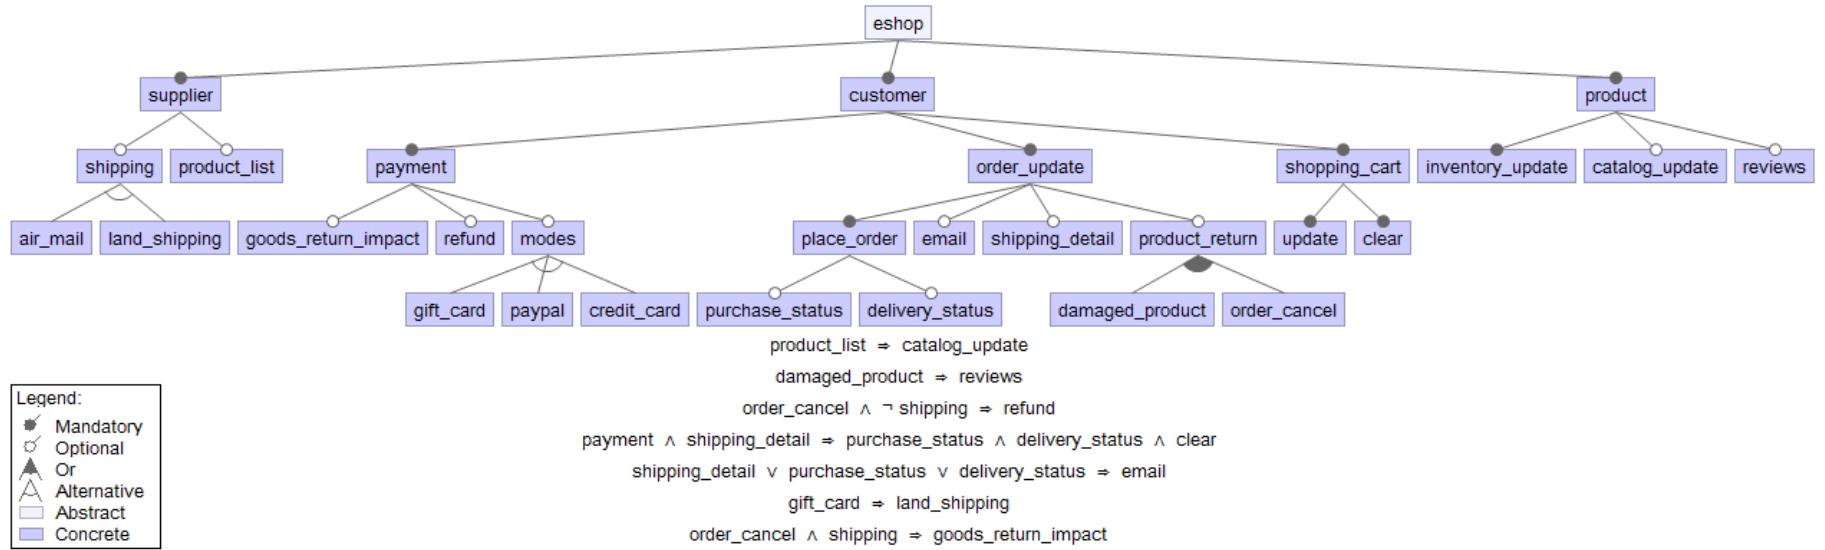 eshop
supplier customer product
shipping product_list payment order_update shopping_cart inventory_update catalog_update reviews
air_mail land_shipping goods_return_impact refund modes place_order email shipping_detail product_return update clear
gift_card paypal credit_card purchase_status delivery_status damaged_product order_cancel
product_list ⇒ catalog_update
damaged_product ⇒ reviews
order_cancel ∧ ¬ shipping ⇒ refund
payment ∧ shipping_detail ⇒ purchase_status ∧ delivery_status ∧ clear
shipping_detail ∨ purchase_status ∨ delivery_status ⇒ email
gift_card ⇒ land_shipping
order_cancel ∧ shipping ⇒ goods_return_impact
Legend:
Mandatory
Optional
Or
Alternative
Abstract
Concrete